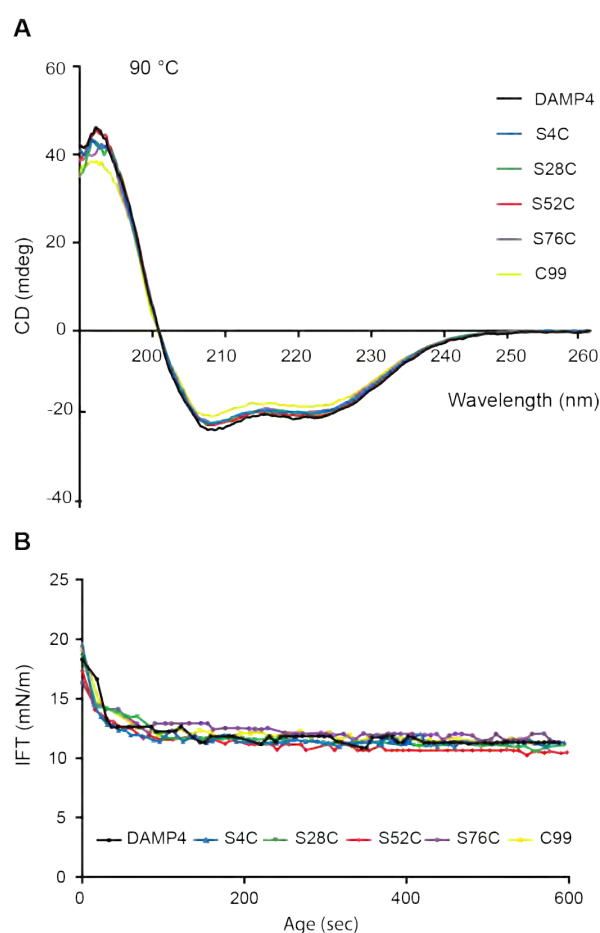 A
60
90 °C
DAMP4
S4C
S28C
S52C
S76C
C99
40
20
0
-20
-40
CD (mdeg)
200
210
220
230
240
250
260
Wavelength (nm)
B
25
20
15
10
5
0
IFT (mN/m)
DAMP4 S4C S28C S52C S76C C99
0 200 400 600
Age (sec)